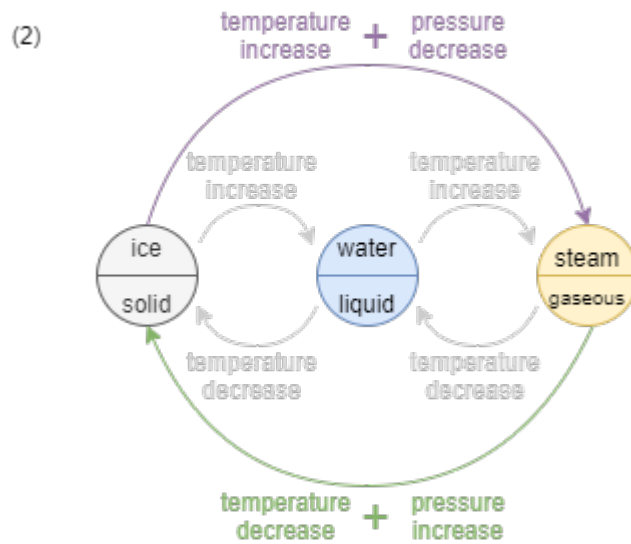 (2)
temperature increase + pressure decrease
temperature increase
temperature increase
ice
solid
water
liquid
steam
gaseous
temperature decrease
temperature decrease
temperature decrease + pressure increase